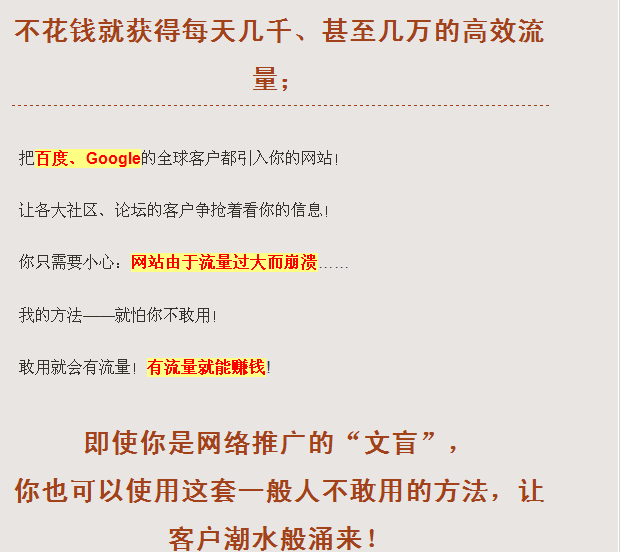 不花钱就获得每天几千、甚至几万的高效流
量；
把百度、Google的全球客户都引入你的网站！
让各大社区、论坛的客户争抢着看你的信息！
你只需要小心：网站由于流量过大而崩溃……
我的方法——就怕你不敢用！
敢用就会有流量！有流量就能赚钱！
即使你是网络推广的“文盲”，
你也可以使用这套一般人不敢用的方法，让
客户潮水般涌来！